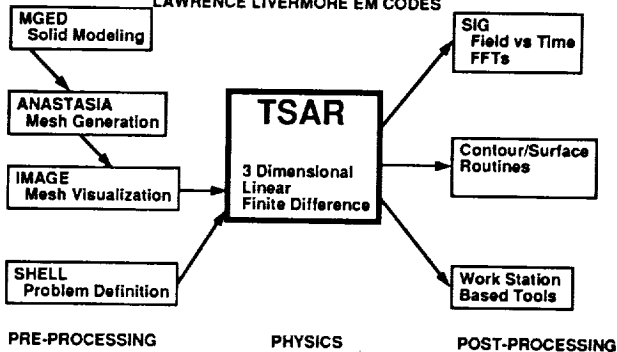 LAWRENCE LIVERMORE EM CODES
MGED
Solid Modeling
ANASTASIA
Mesh Generation
IMAGE
Mesh Visualization
SHELL
Problem Definition
PRE-PROCESSING
TSAR
3 Dimensional
Linear
Finite Difference
PHYSICS
SIG
Field vs Time
FFTs
Contour/Surface
Routines
Work Station
Based Tools
POST-PROCESSING